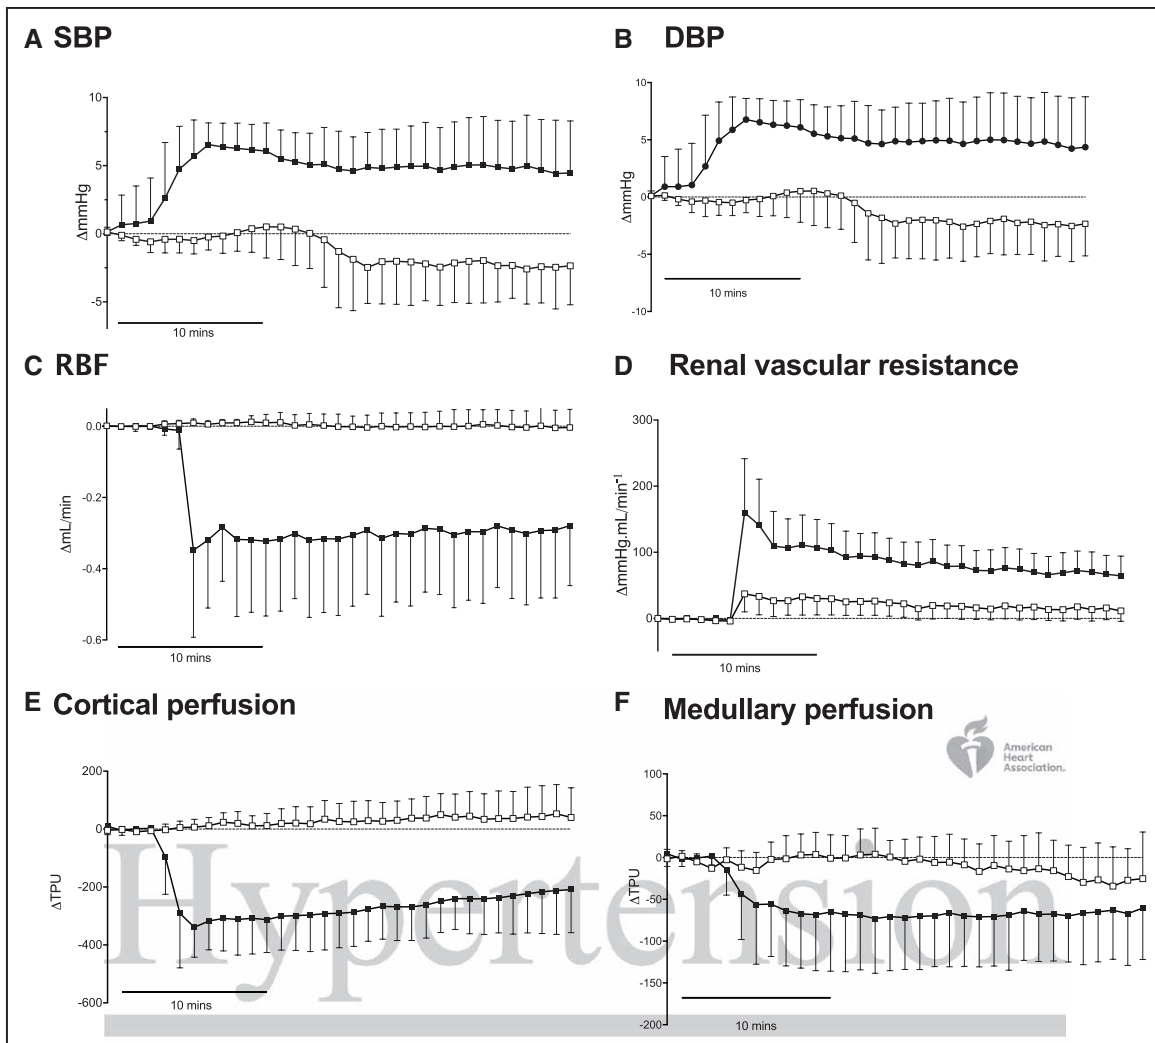 A SBP
10
5
0
-5
ΔmmHg
10 mins
B DBP
10
5
0
-5
-10
ΔmmHg
10 mins
C RBF
0.0
-0.2
-0.4
-0.6
ΔmL/min
10 mins
D Renal vascular resistance
300
200
100
0
ΔmmHg.mL/min⁻¹
10 mins
E Cortical perfusion
200
0
-200
-400
-600
ΔTPU
10 mins
F Medullary perfusion
American
Heart
Association.
100
50
0
-50
-100
-150
-200
ΔTPU
10 mins
Hypertension